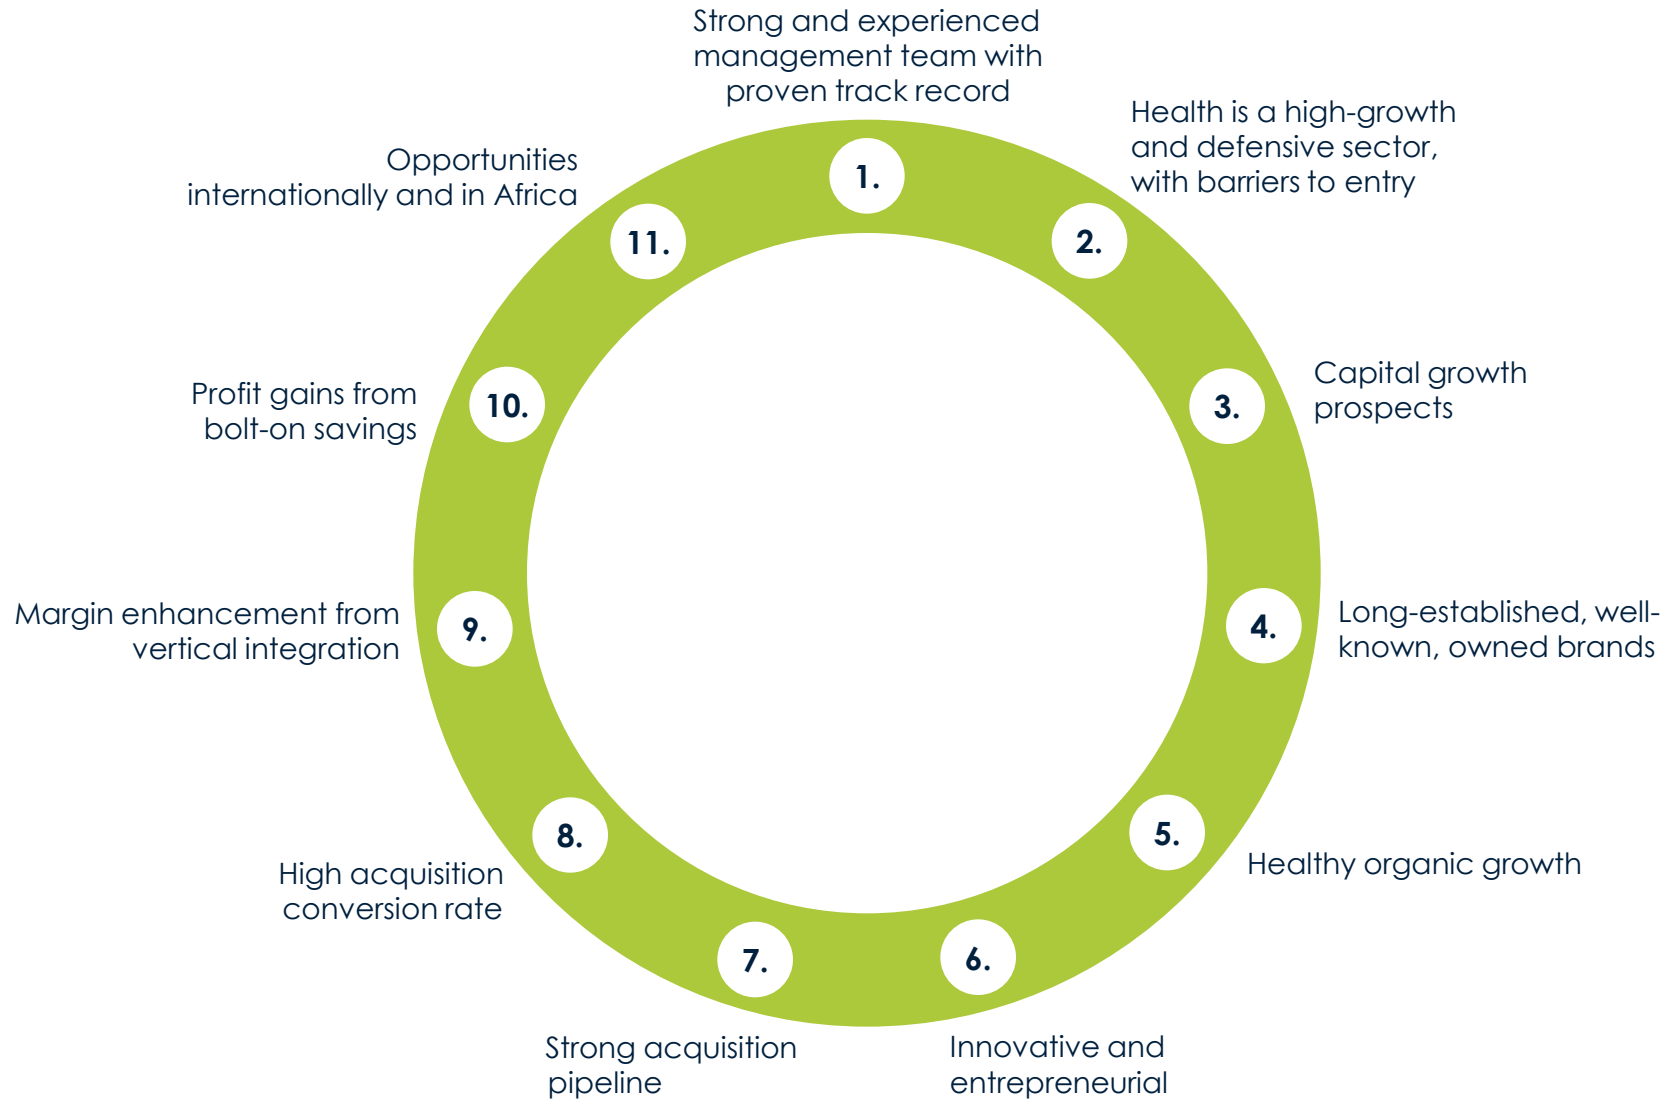 1.
Strong and experienced
management team with
proven track record
2.
Health is a high-growth
and defensive sector,
with barriers to entry
3.
Capital growth
prospects
4.
Long-established, well-
known, owned brands
5.
Healthy organic growth
6.
Innovative and
entrepreneurial
7.
Strong acquisition
pipeline
8.
High acquisition
conversion rate
9.
Margin enhancement from
vertical integration
10.
Profit gains from
bolt-on savings
11.
Opportunities
internationally and in Africa